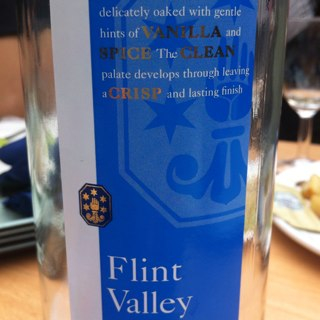 delicately oaked with gentle
hints of VANILLA and
SPICE The CLEAN
palate develops through leaving
a CRISP and lasting finish
Flint
Valley